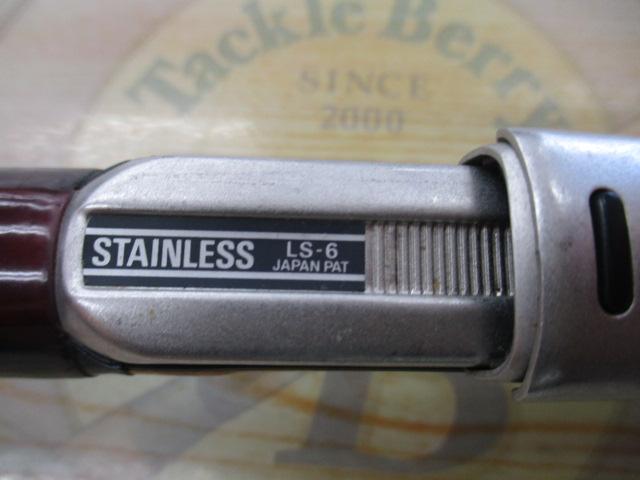 Tackle Berry
SINCE
2000
STAINLESS LS-6
JAPAN PAT